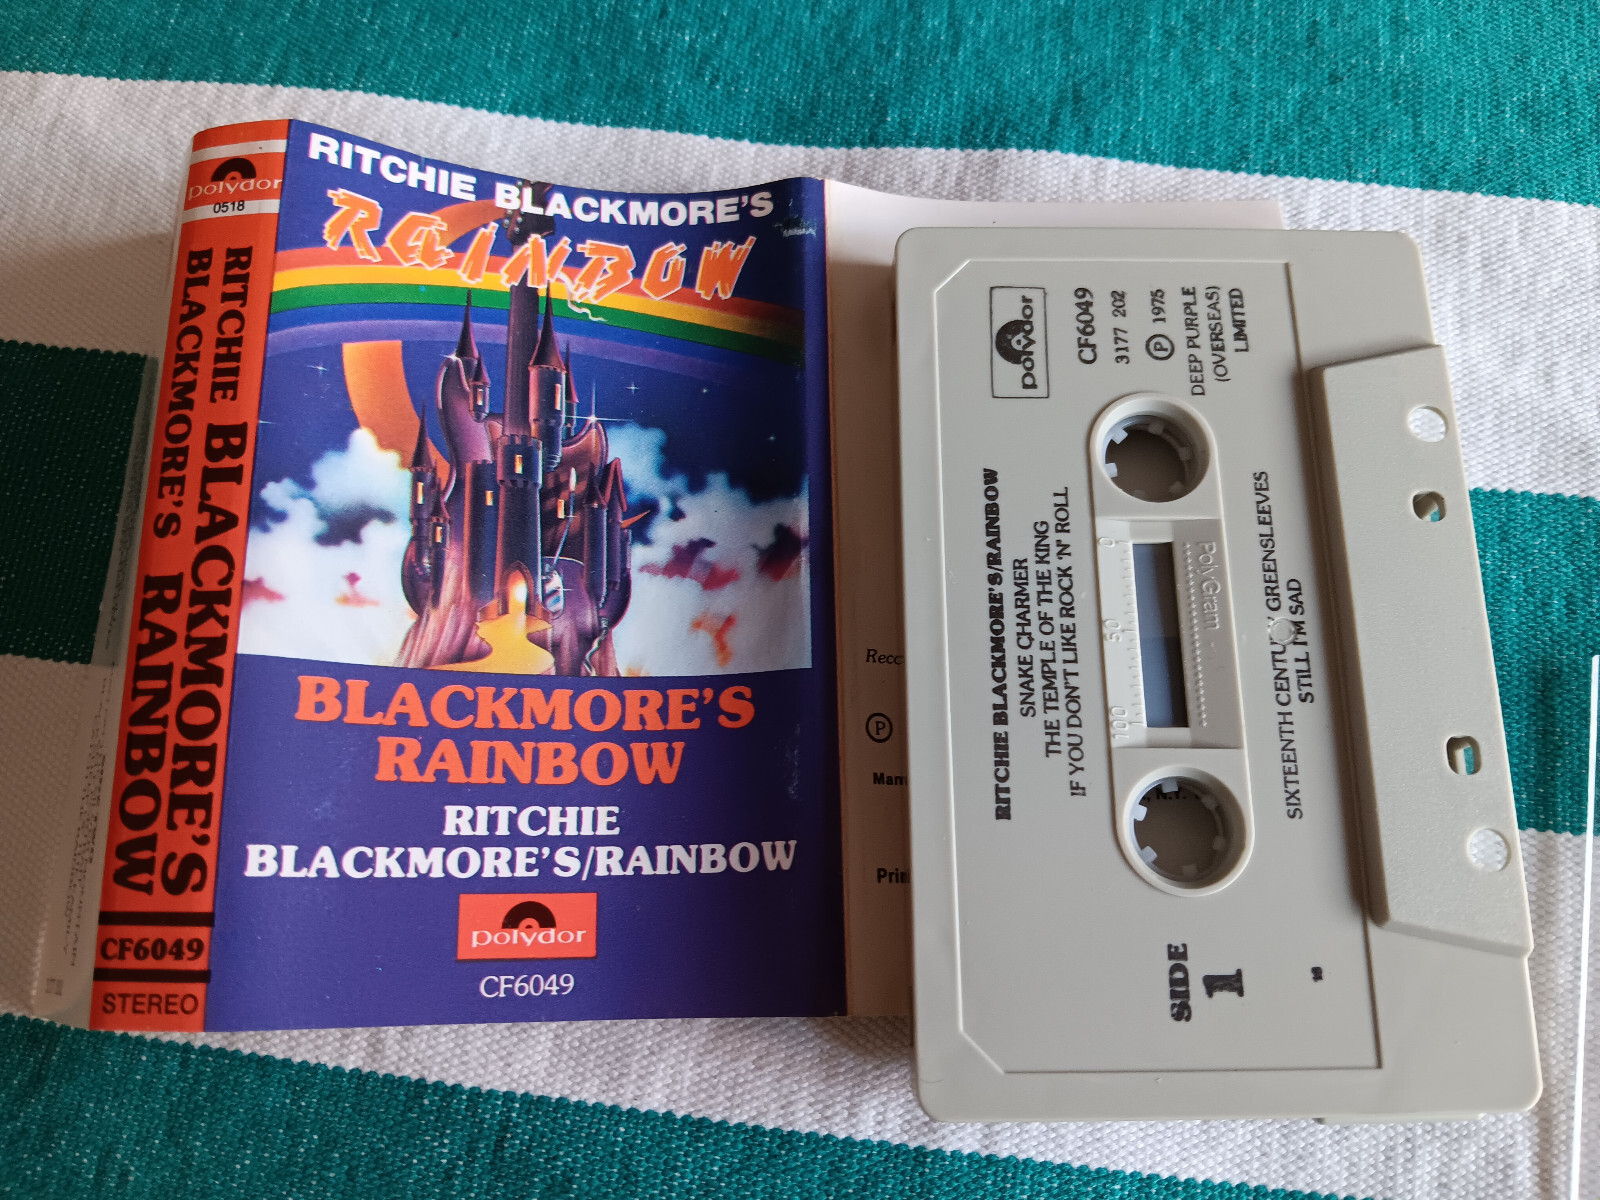 polydor
0518
RITCHIE BLACKMORE'S
BLACKMORE'S RAINBOW
CF6049
STEREO
RITCHIE BLACKMORE'S
RAINBOW
BLACKMORE'S
RAINBOW
RITCHIE
BLACKMORE'S/RAINBOW
polydor
CF6049
Ⓟ
polydor
CF6049
3177 202
Ⓟ 1975
DEEP PURPLE
(OVERSEAS)
LIMITED
RITCHIE BLACKMORE'S/RAINBOW
SNAKE CHARMER
THE TEMPLE OF THE KING
IF YOU DON'T LIKE ROCK 'N' ROLL
0 50 100
PolyGram
N.Y.
SIXTEENTH CENTURY GREENSLEEVES
STILL I'M SAD
SIDE
1